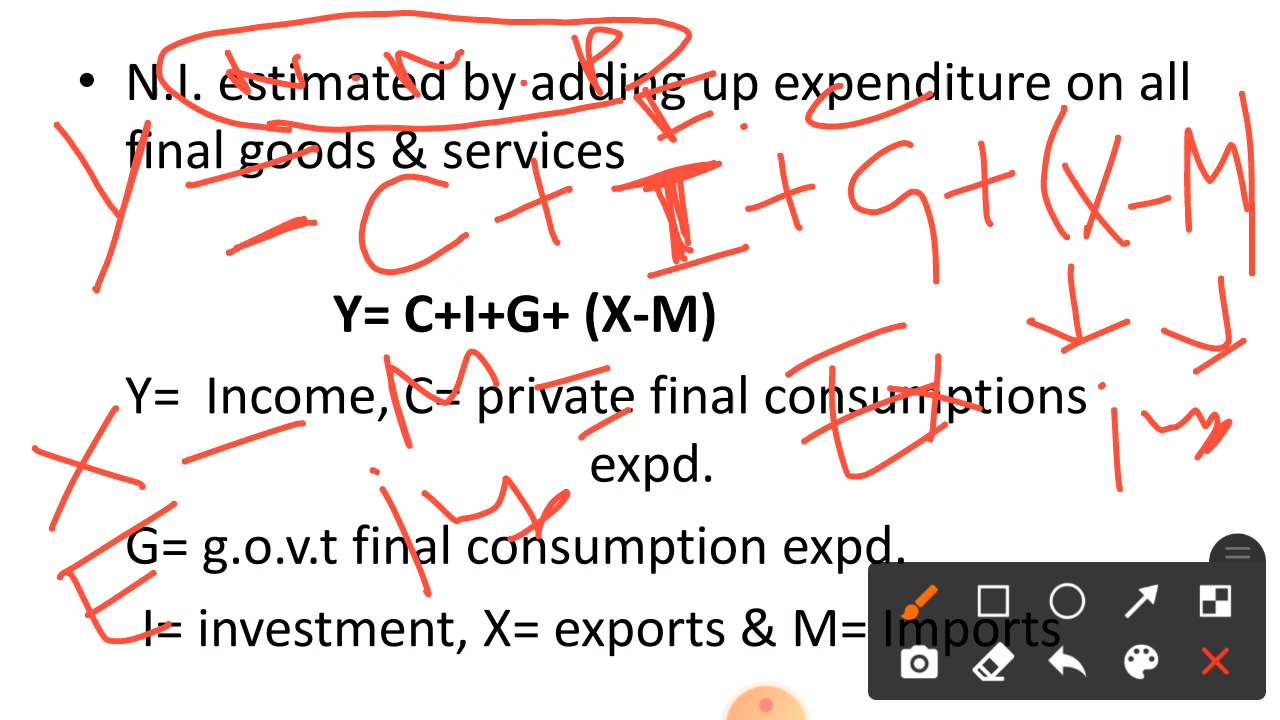 • N.I. estimated by adding up expenditure on all
final goods & services
Y = C + I + G + (X - M)
Y= C+I+G+ (X-M)
Y= Income, C= private final consumptions
expd.
G= g.o.v.t final consumption expd.
I= investment, X= exports & M= Imports